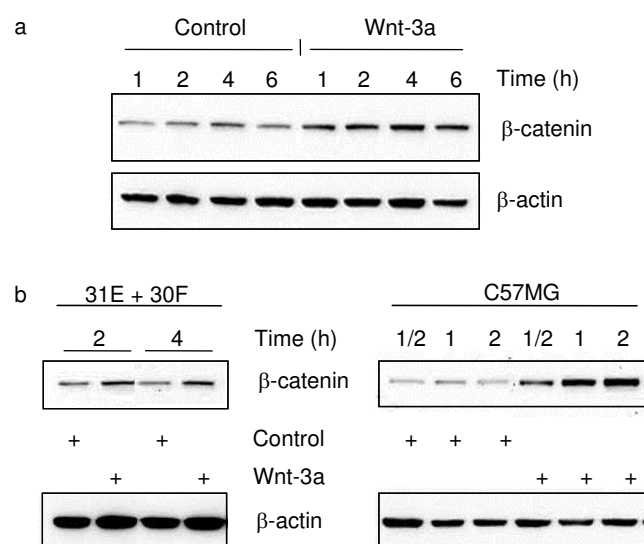 a
Control Wnt-3a
1 2 4 6 1 2 4 6 Time (h)
β-catenin
β-actin
b
31E + 30F C57MG
2 4 Time (h) 1/2 1 2 1/2 1 2
β-catenin
+ + Control + + +
+ + Wnt-3a + + +
β-actin